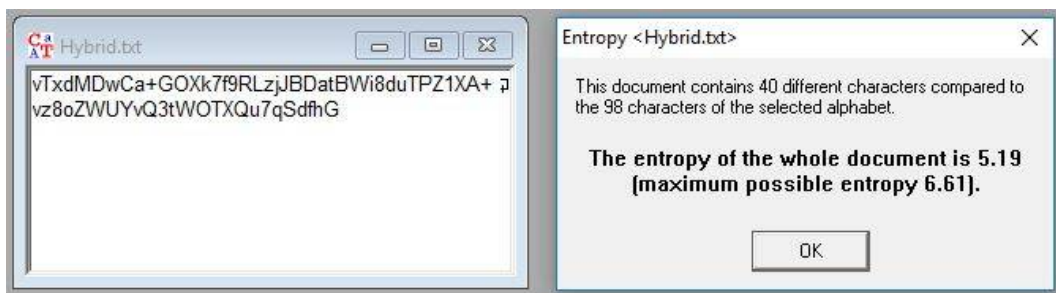 Hybrid.txt
vTxdMDwCa+GOXk7f9RLzjJBDatBWi8duTPZ1XA+
vz8oZWUYvQ3tWOTXQu7qSdfhG
Entropy <Hybrid.txt>
This document contains 40 different characters compared to
the 98 characters of the selected alphabet.
The entropy of the whole document is 5.19
(maximum possible entropy 6.61).
OK